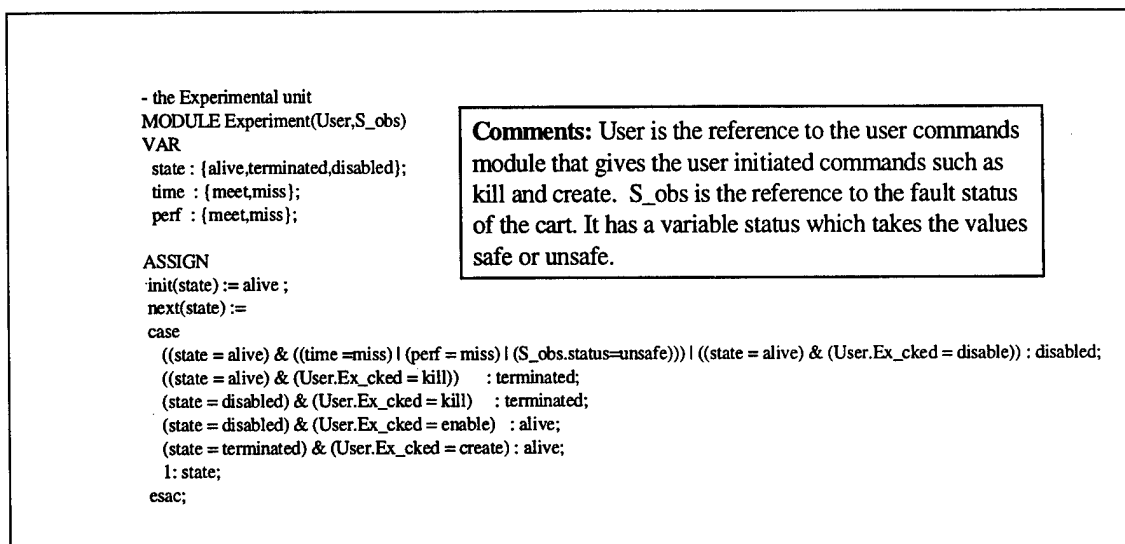 - the Experimental unit
MODULE Experiment(User,S_obs)
VAR
state : {alive,terminated,disabled};
time : {meet,miss};
perf : {meet,miss};
Comments: User is the reference to the user commands
module that gives the user initiated commands such as
kill and create. S_obs is the reference to the fault status
of the cart. It has a variable status which takes the values
safe or unsafe.
ASSIGN
init(state) := alive ;
next(state) :=
case
((state = alive) & ((time =miss) | (perf = miss) | (S_obs.status=unsafe))) | ((state = alive) & (User.Ex_cked = disable)) : disabled;
((state = alive) & (User.Ex_cked = kill)) : terminated;
(state = disabled) & (User.Ex_cked = kill) : terminated;
(state = disabled) & (User.Ex_cked = enable) : alive;
(state = terminated) & (User.Ex_cked = create) : alive;
1: state;
esac;